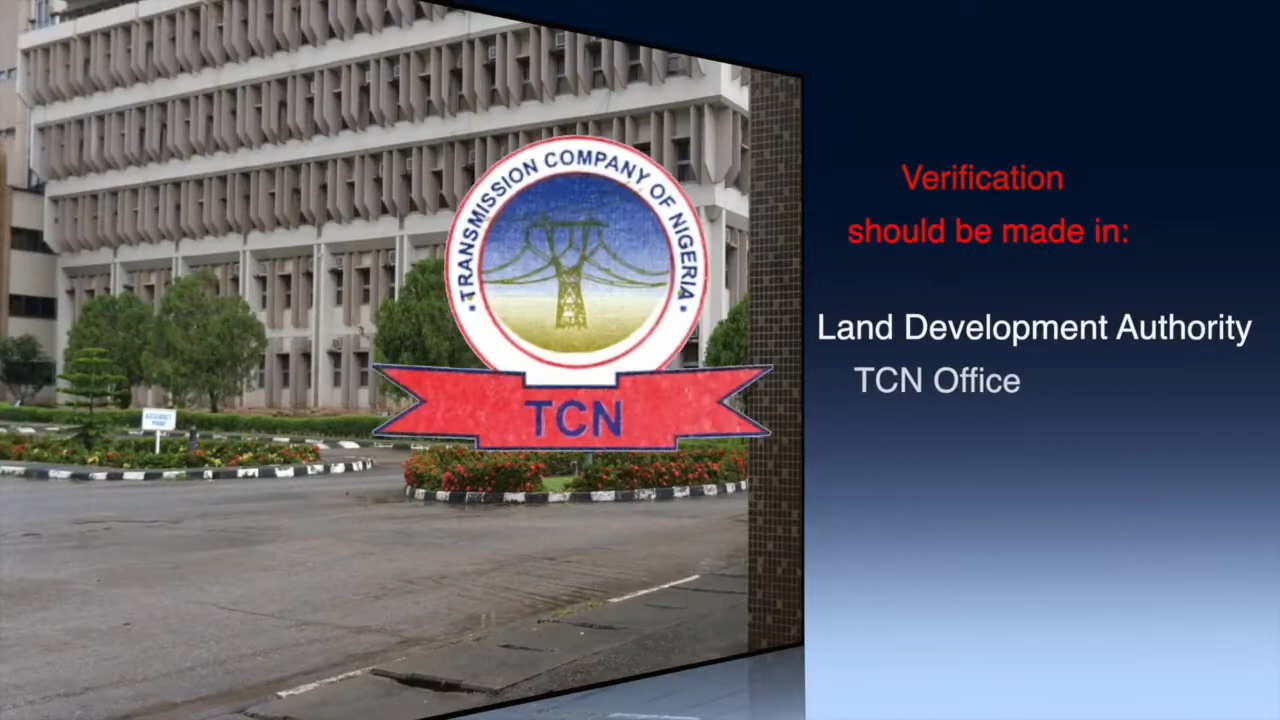 TRANSMISSION COMPANY OF NIGERIA
TCN
Verification
should be made in:
Land Development Authority
TCN Office